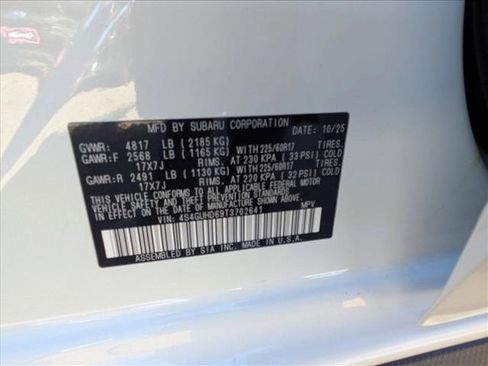 MFD BY SUBARU CORPORATION DATE: 10/25
GVWR: 4817 LB (2185 KG)
GAWR:F 2568 LB (1165 KG) WITH 225/60R17 TIRES.
17X7J RIMS. AT 230 KPA (33 PSI) COLD
GAWR:R 2491 LB (1130 KG) WITH 225/60R17 TIRES.
17X7J RIMS. AT 220 KPA (32 PSI) COLD
THIS VEHICLE CONFORMS TO ALL APPLICABLE FEDERAL MOTOR
VEHICLE SAFETY AND THEFT PREVENTION STANDARDS
IN EFFECT ON THE DATE OF MANUFACTURE SHOWN ABOVE.
VIN: 4S4GUHD69T3702641 MPV
ASSEMBLED BY SIA INC. MADE IN U.S.A.